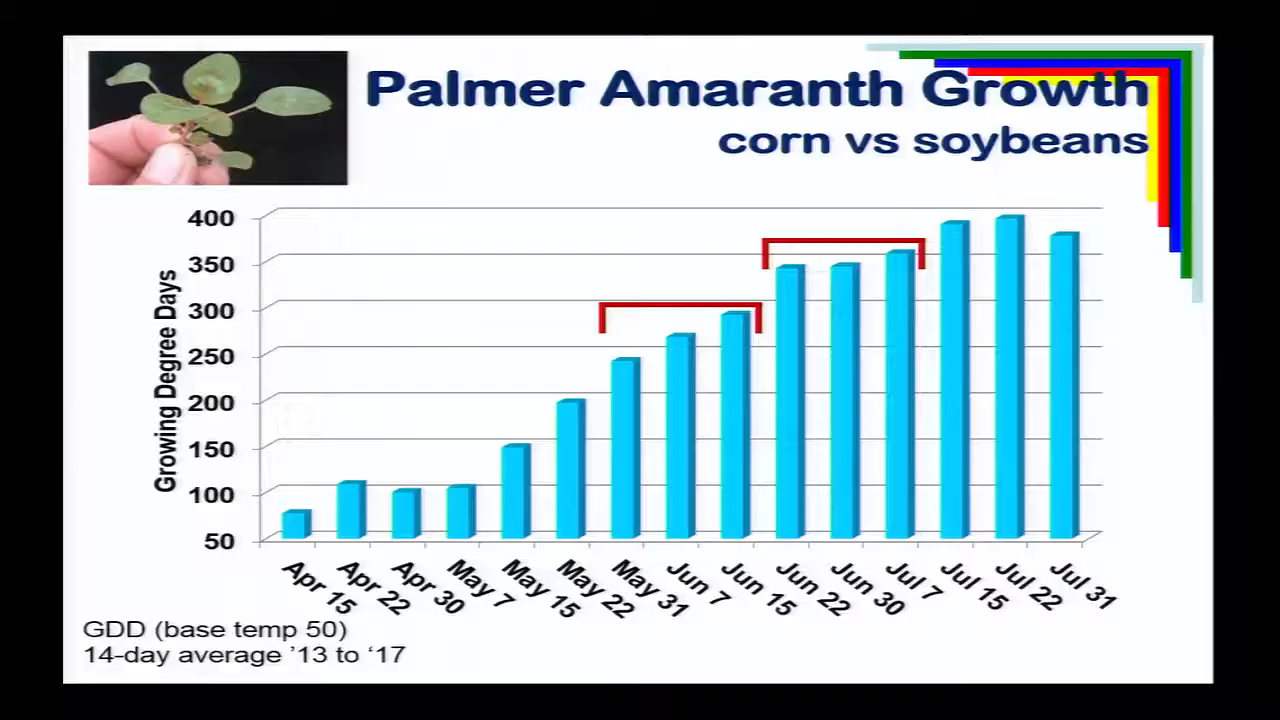 Palmer Amaranth Growth
corn vs soybeans
400
350
300
250
200
150
100
50
Growing Degree Days
Apr 15
Apr 22
Apr 30
May 7
May 15
May 22
May 31
Jun 7
Jun 15
Jun 22
Jun 30
Jul 7
Jul 15
Jul 22
Jul 31
GDD (base temp 50)
14-day average ’13 to ‘17